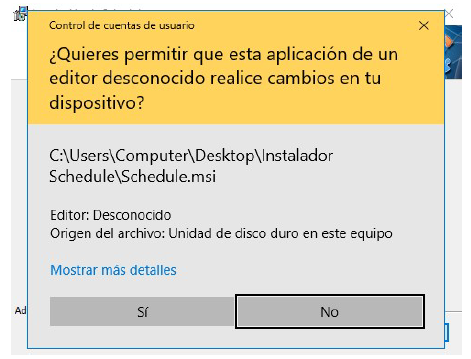 Control de cuentas de usuario
¿Quieres permitir que esta aplicación de un
editor desconocido realice cambios en tu
dispositivo?
C:\Users\Computer\Desktop\Instalador
Schedule\Schedule.msi
Editor: Desconocido
Origen del archivo: Unidad de disco duro en este equipo
Mostrar más detalles
Ad
Sí
No